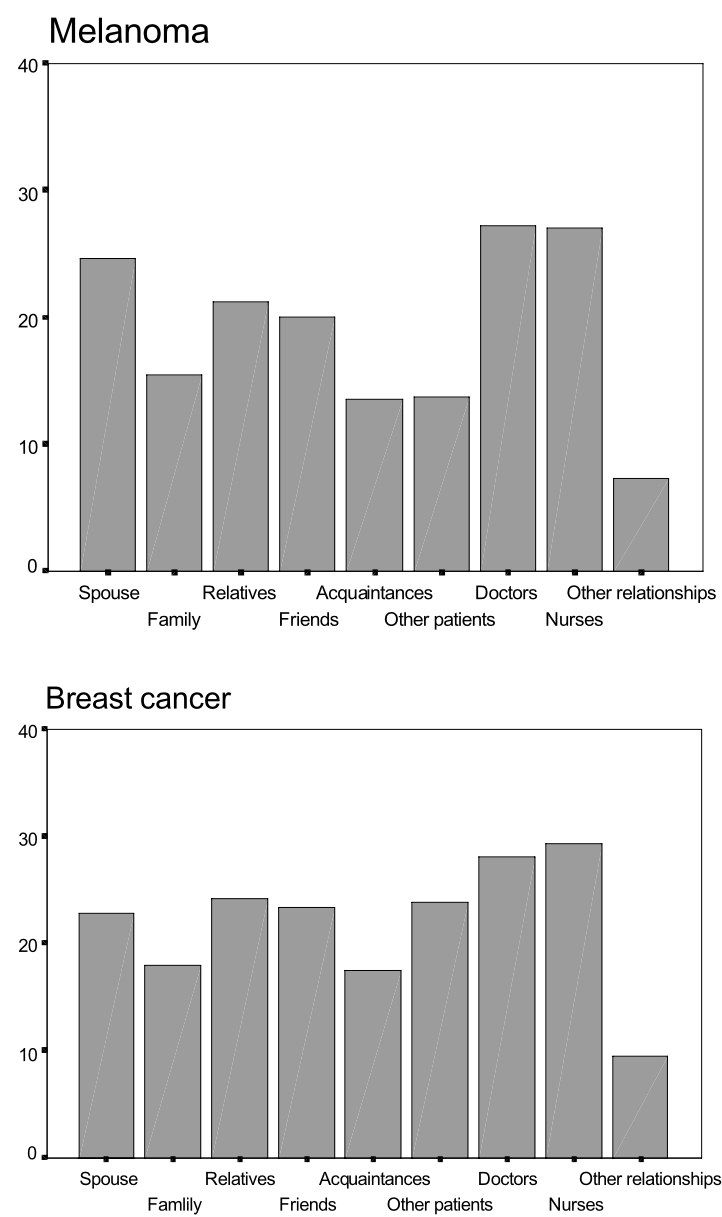 Melanoma
40
30
20
10
0
Spouse Relatives Acquaintances Doctors Other relationships
Family Friends Other patients Nurses
Breast cancer
40
30
20
10
0
Spouse Relatives Acquaintances Doctors Other relationships
Famlily Friends Other patients Nurses